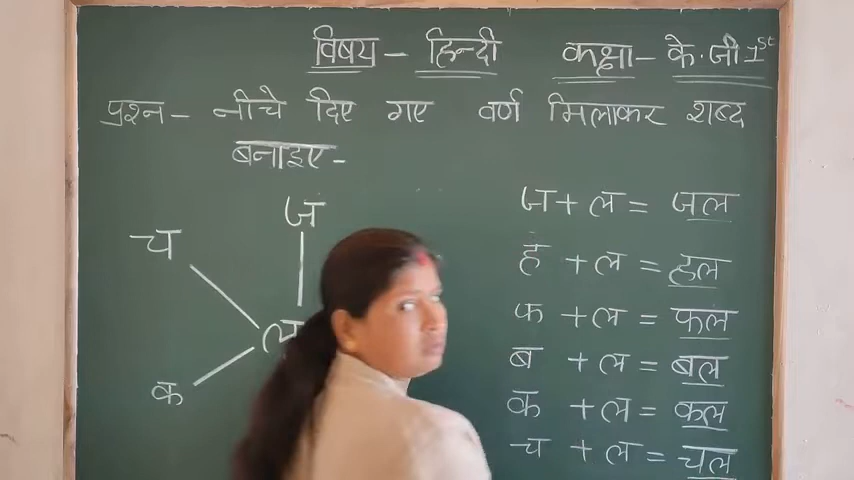 विषय - हिन्दी कक्षा - के.जी 1st
प्रश्न - नीचे दिए गए वर्ण मिलाकर शब्द
बनाइए -
ज
च
ल
क
ज + ल = जल
ह + ल = हल
फ + ल = फल
ब + ल = बल
क + ल = कल
च + ल = चल